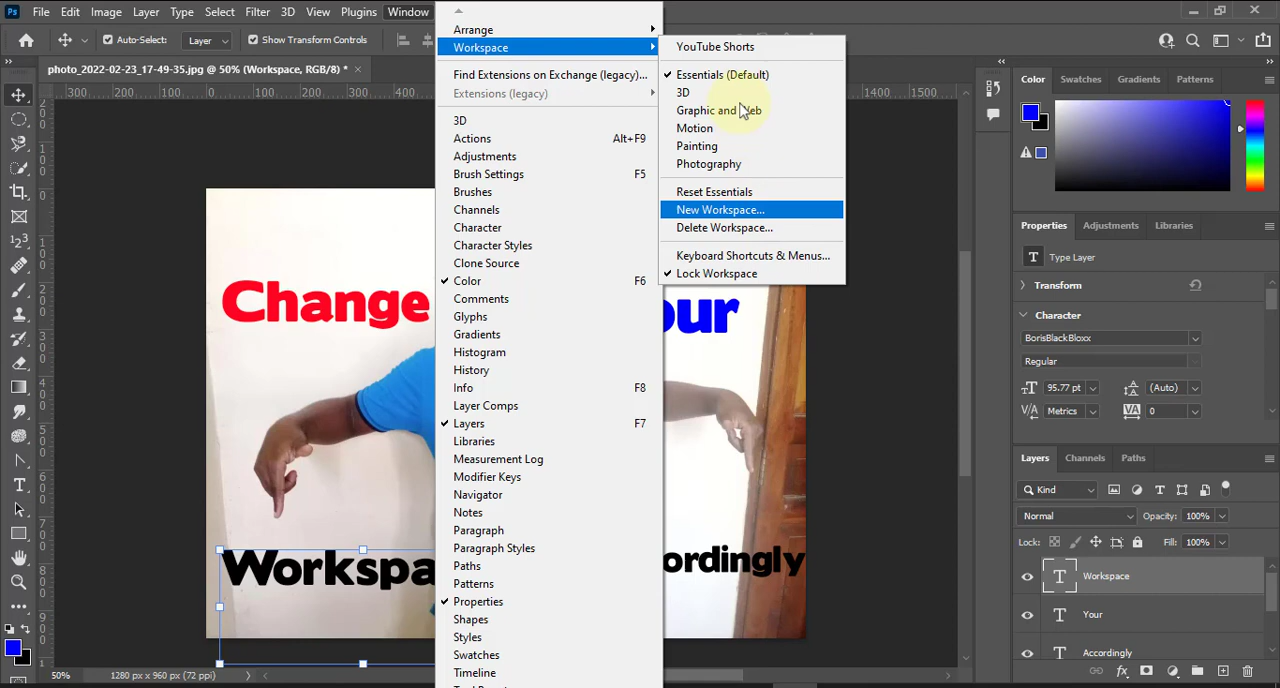 Ps File Edit Image Layer Type Select Filter 3D View Plugins Window
Auto-Select: Layer Show Transform Controls
photo_2022-02-23_17-49-35.jpg @ 50% (Workspace, RGB/8) * ×
300 200 100 0 100 200 300 400 1400 1500
Arrange
Workspace
Find Extensions on Exchange (legacy)...
Extensions (legacy)
3D
Actions Alt+F9
Adjustments
Brush Settings F5
Brushes
Channels
Character
Character Styles
Clone Source
Color F6
Comments
Glyphs
Gradients
Histogram
History
Info F8
Layer Comps
Layers F7
Libraries
Measurement Log
Modifier Keys
Navigator
Notes
Paragraph
Paragraph Styles
Paths
Patterns
Properties
Shapes
Styles
Swatches
Timeline
YouTube Shorts
Essentials (Default)
3D
Graphic and Web
Motion
Painting
Photography
Reset Essentials
New Workspace...
Delete Workspace...
Keyboard Shortcuts & Menus...
Lock Workspace
Change
our
Workspa
ordingly
50% 1280 px x 960 px (72 ppi)
Color Swatches Gradients Patterns
Properties Adjustments Libraries
T Type Layer
Transform
Character
BorisBlackBloxx
Regular
95.77 pt (Auto)
Metrics 0
Layers Channels Paths
Kind
Normal Opacity: 100%
Lock: Fill: 100%
T Workspace
T Your
Accordingly